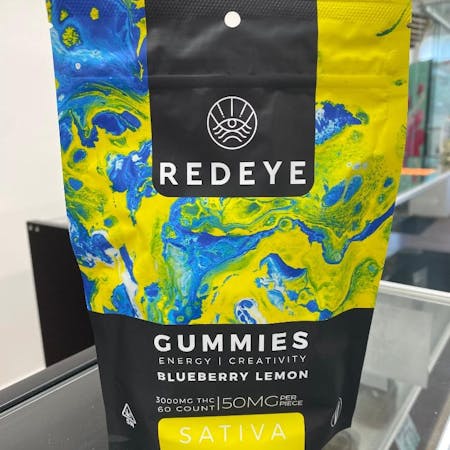 REDEYE
GUMMIES
ENERGY | CREATIVITY
BLUEBERRY LEMON
3000MG THC
60 COUNT | 50MG PER PIECE
SATIVA